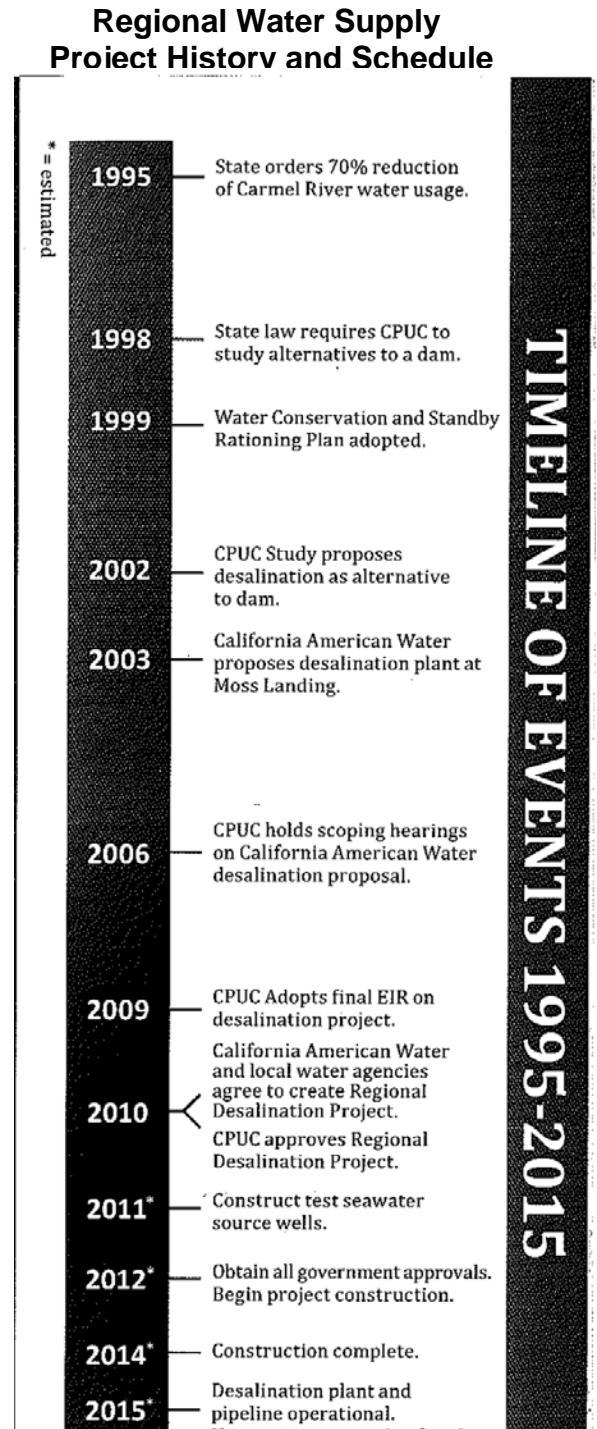 Regional Water Supply
Project History and Schedule
* = estimated
TIMELINE OF EVENTS 1995-2015
1995
State orders 70% reduction
of Carmel River water usage.
1998
State law requires CPUC to
study alternatives to a dam.
1999
Water Conservation and Standby
Rationing Plan adopted.
2002
CPUC Study proposes
desalination as alternative
to dam.
2003
California American Water
proposes desalination plant at
Moss Landing.
2006
CPUC holds scoping hearings
on California American Water
desalination proposal.
2009
CPUC Adopts final EIR on
desalination project.
2010
California American Water
and local water agencies
agree to create Regional
Desalination Project.
CPUC approves Regional
Desalination Project.
2011*
Construct test seawater
source wells.
2012*
Obtain all government approvals.
Begin project construction.
2014*
Construction complete.
2015*
Desalination plant and
pipeline operational.